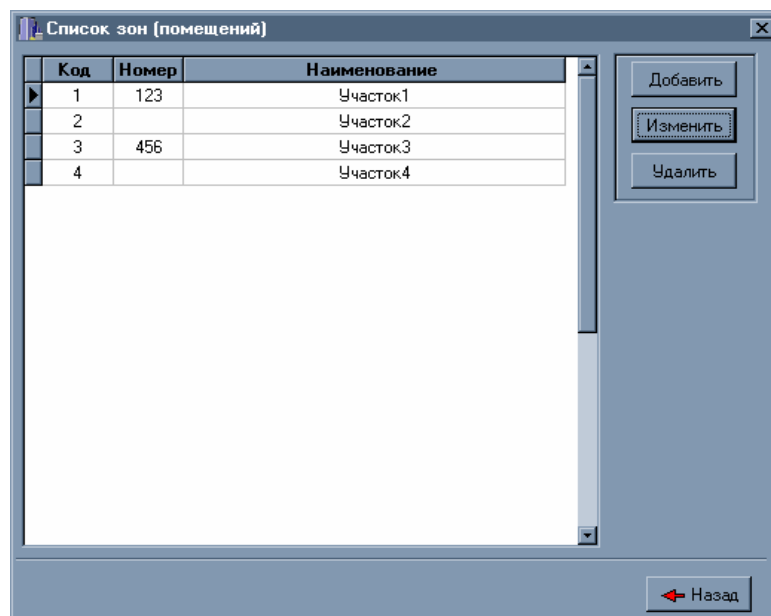 Список зон (помещений)
Код Номер Наименование
1 123 Участок1
2 Участок2
3 456 Участок3
4 Участок4
Добавить
Изменить
Удалить
Назад